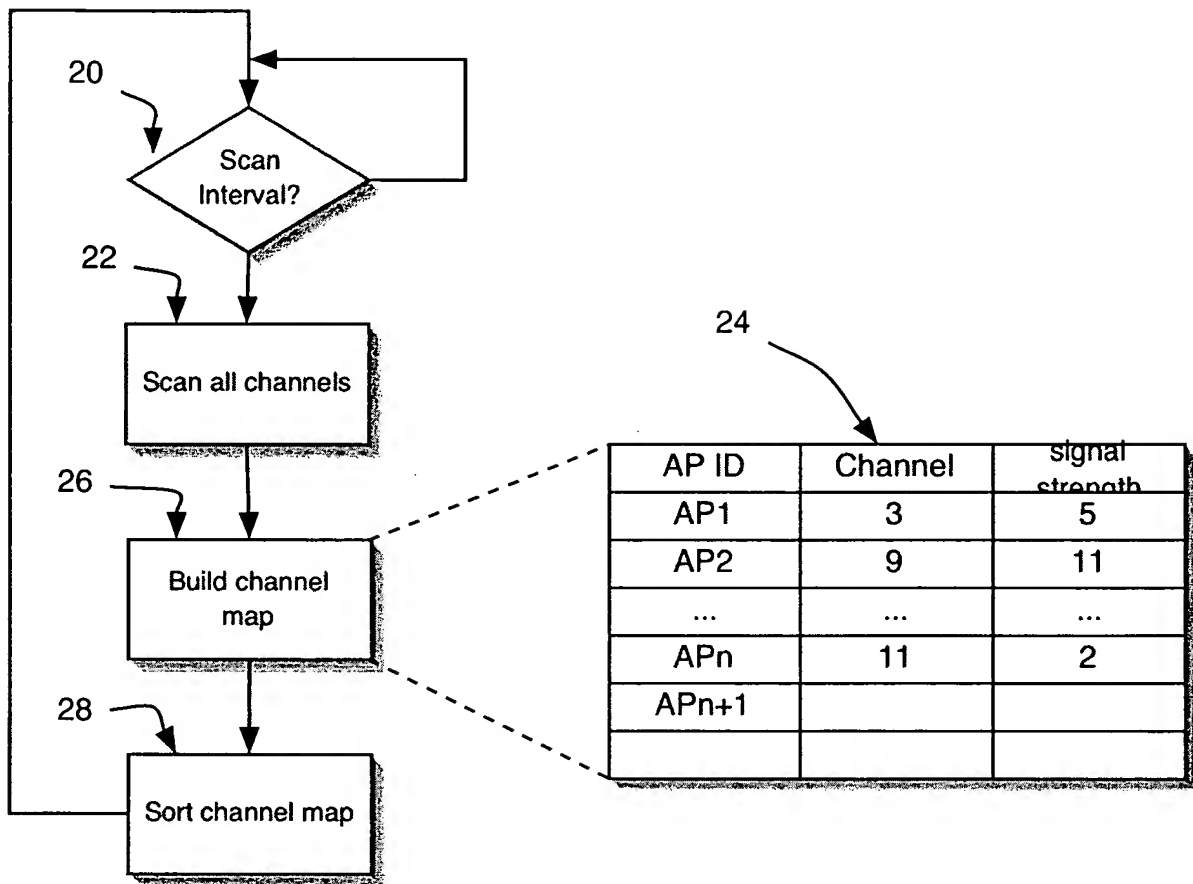 20
Scan
Interval?
22
Scan all channels
24
26
Build channel
map
AP ID Channel signal
strength
AP1 3 5
AP2 9 11
... ... ...
APn 11 2
APn+1
28
Sort channel map